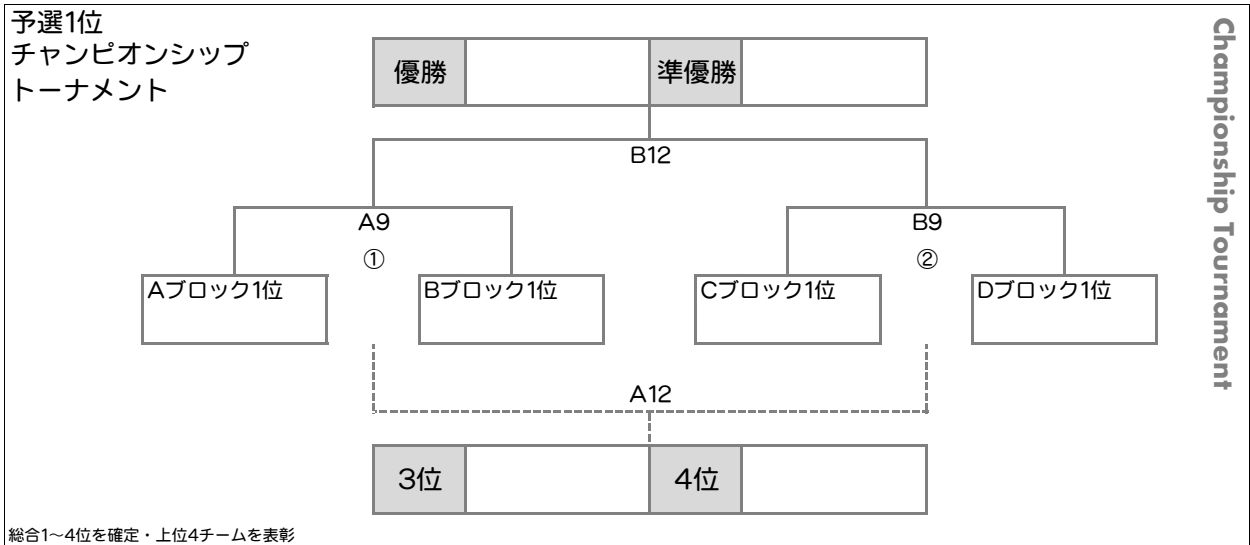 予選1位
チャンピオンシップ
トーナメント
Championship Tournament
優勝
準優勝
B12
A9
B9
①
②
Aブロック1位
Bブロック1位
Cブロック1位
Dブロック1位
A12
3位
4位
総合1～4位を確定・上位4チームを表彰